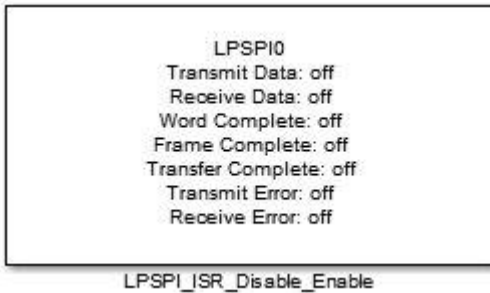 LPSPI0
Transmit Data: off
Receive Data: off
Word Complete: off
Frame Complete: off
Transfer Complete: off
Transmit Error: off
Receive Error: off
LPSPI_ISR_Disable_Enable